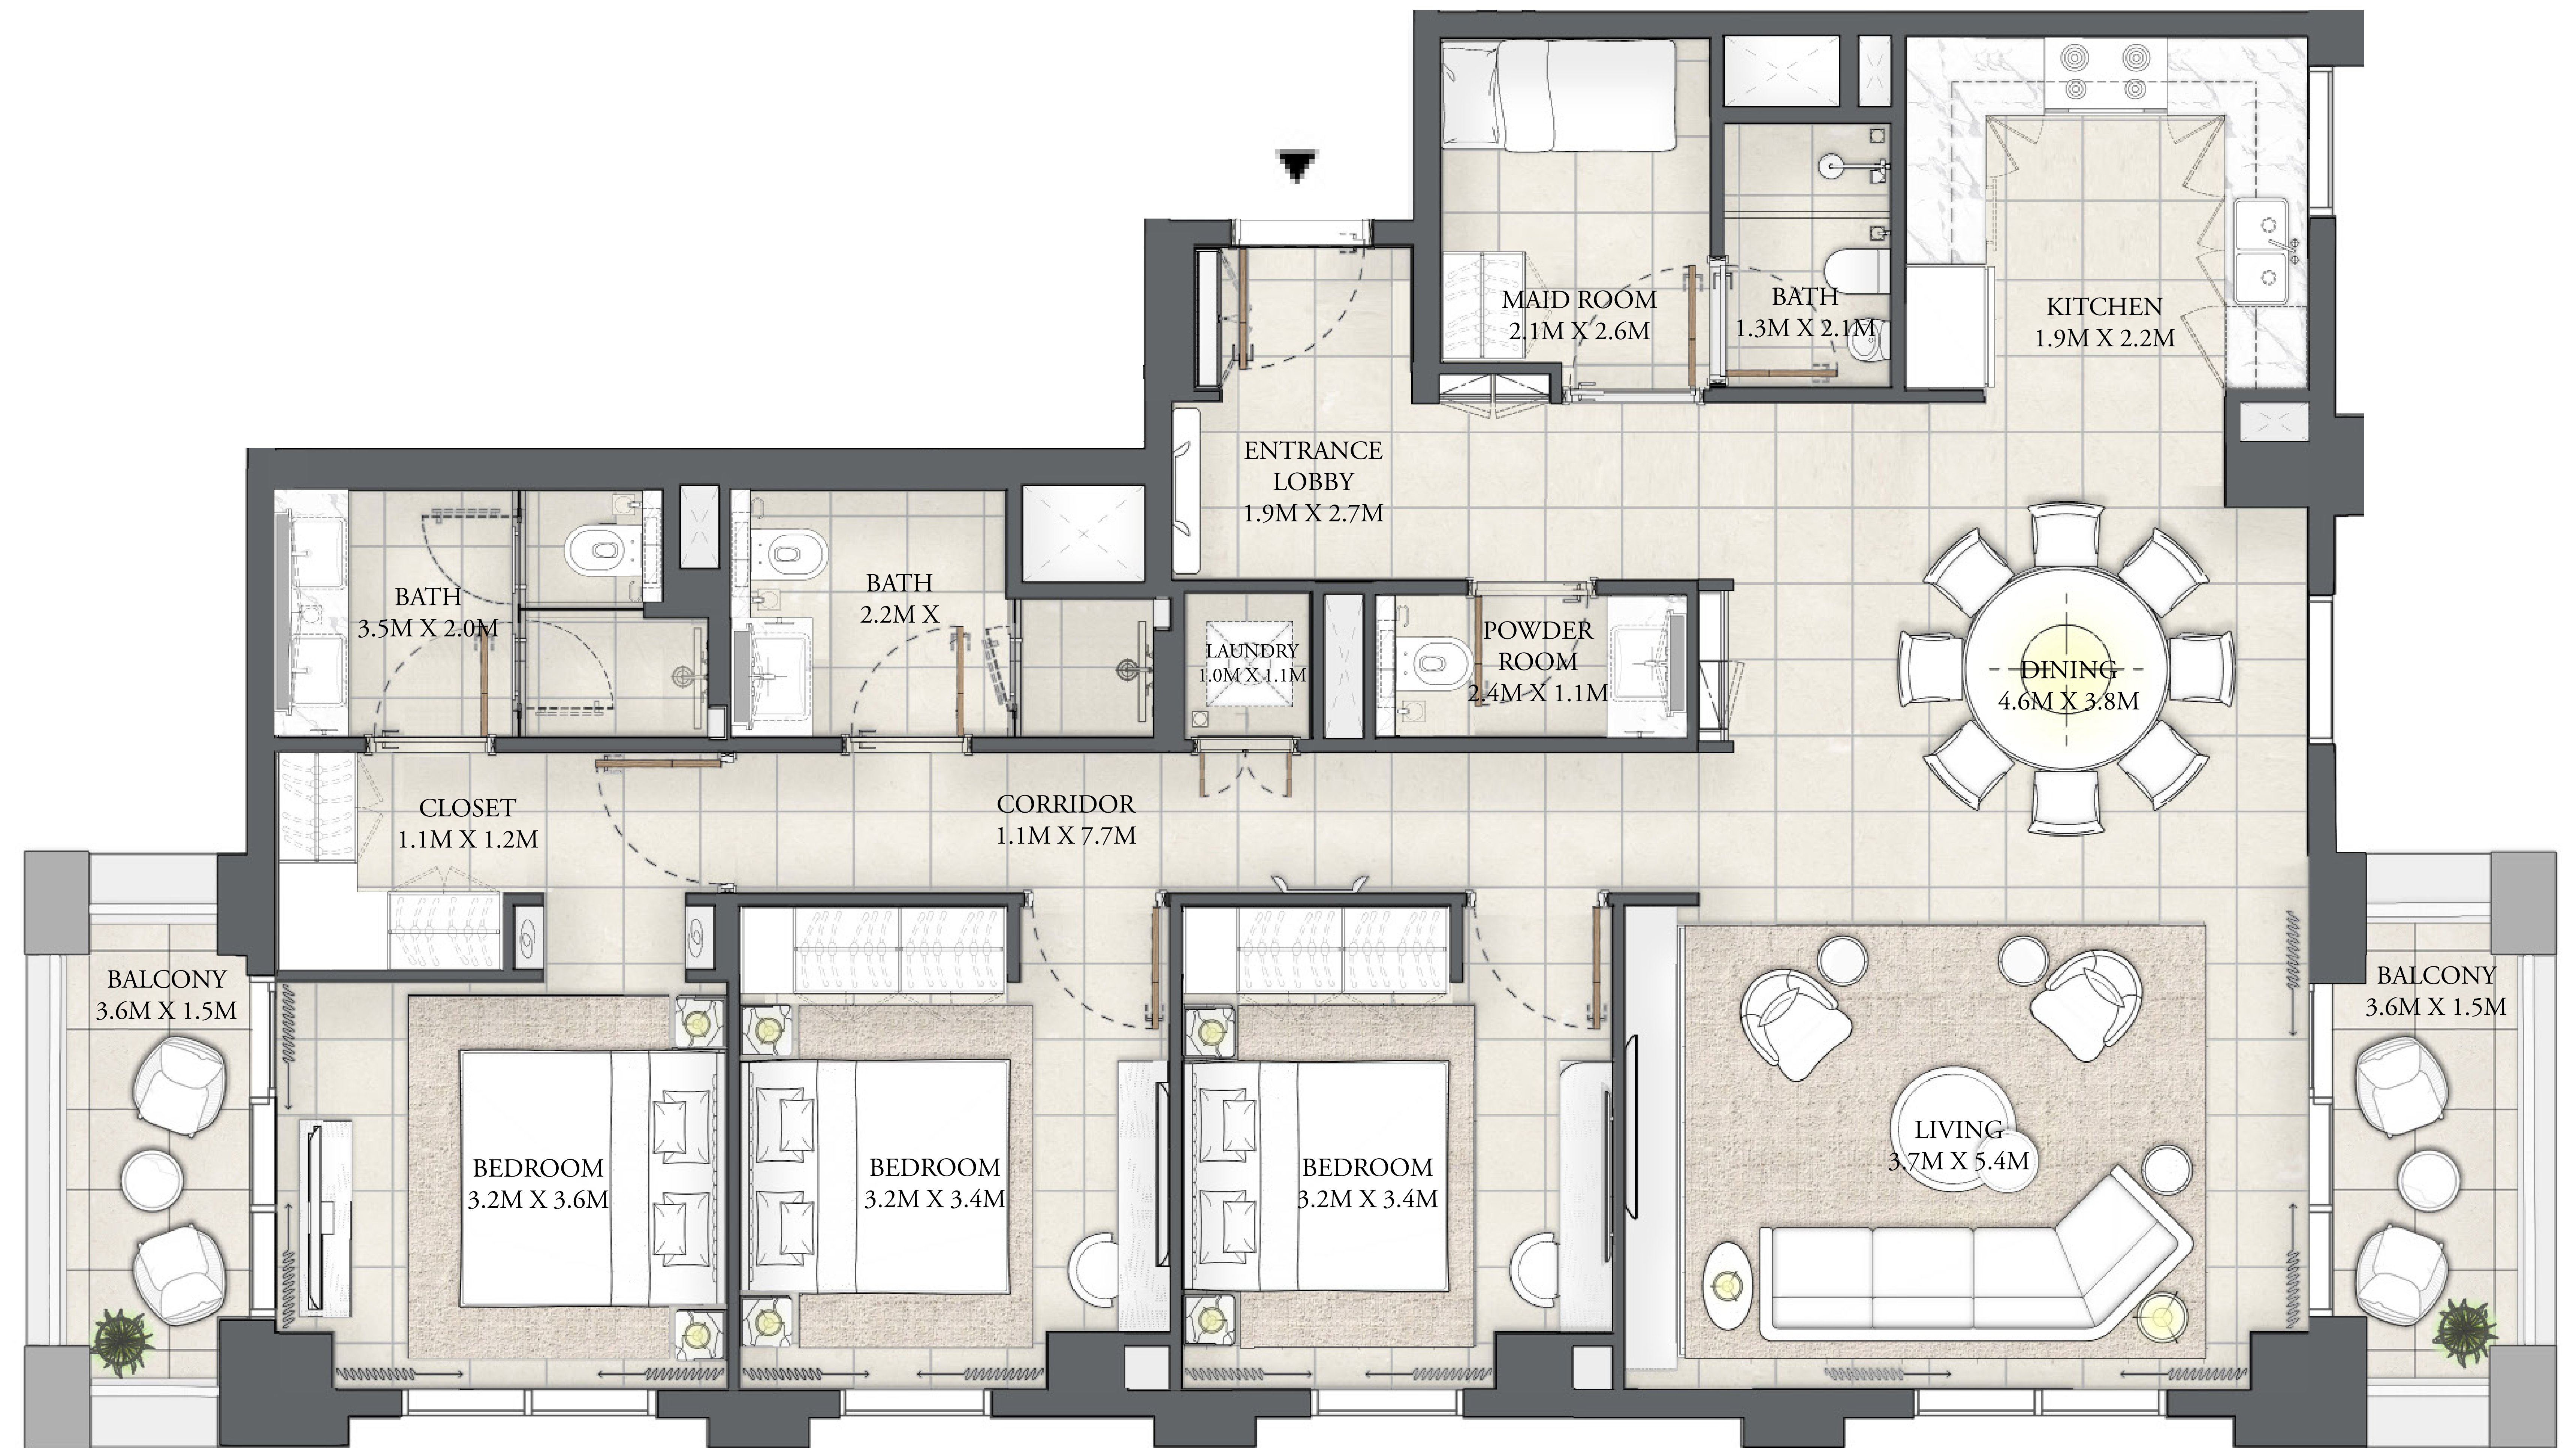 MAID ROOM
2.1M X 2.6M
BATH
1.3M X 2.1M
KITCHEN
1.9M X 2.2M
ENTRANCE
LOBBY
1.9M X 2.7M
BATH
3.5M X 2.0M
BATH
2.2M X
LAUNDRY
1.0M X 1.1M
POWDER
ROOM
2.4M X 1.1M
DINING
4.6M X 3.8M
CLOSET
1.1M X 1.2M
CORRIDOR
1.1M X 7.7M
BALCONY
3.6M X 1.5M
BALCONY
3.6M X 1.5M
BEDROOM
3.2M X 3.6M
BEDROOM
3.2M X 3.4M
BEDROOM
3.2M X 3.4M
LIVING
3.7M X 5.4M